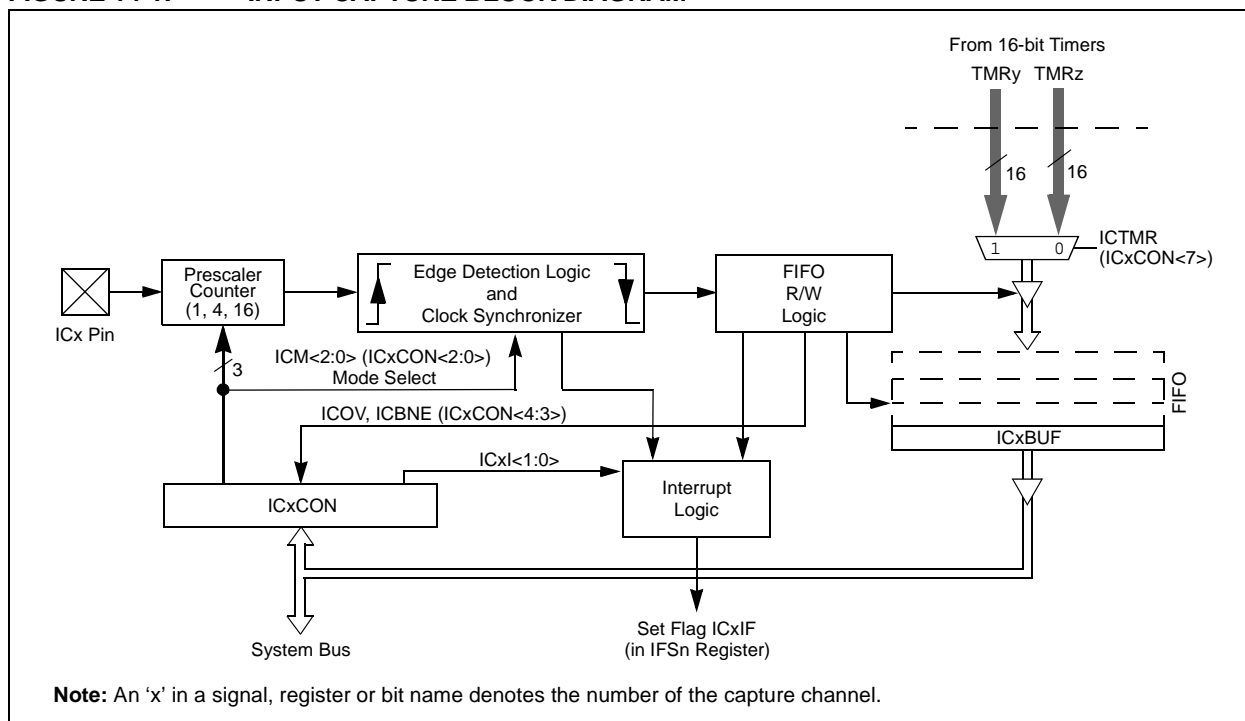 From 16-bit Timers
TMRy TMRz
16 16
1 0
ICTMR
(ICxCON<7>)
Prescaler
Counter
(1, 4, 16)
Edge Detection Logic
and
Clock Synchronizer
FIFO
R/W
Logic
ICx Pin
3
ICM<2:0> (ICxCON<2:0>)
Mode Select
FIFO
ICOV, ICBNE (ICxCON<4:3>)
ICxBUF
ICxI<1:0>
Interrupt
Logic
ICxCON
System Bus
Set Flag ICxIF
(in IFSn Register)
Note: An ‘x’ in a signal, register or bit name denotes the number of the capture channel.